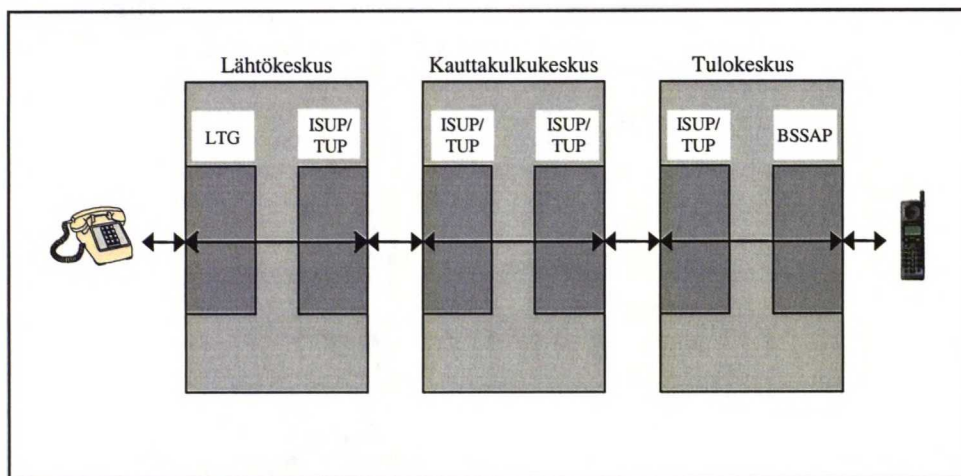 Lähtökeskus
Kauttakulkukeskus
Tulokeskus
LTG
ISUP/
TUP
ISUP/
TUP
ISUP/
TUP
ISUP/
TUP
BSSAP